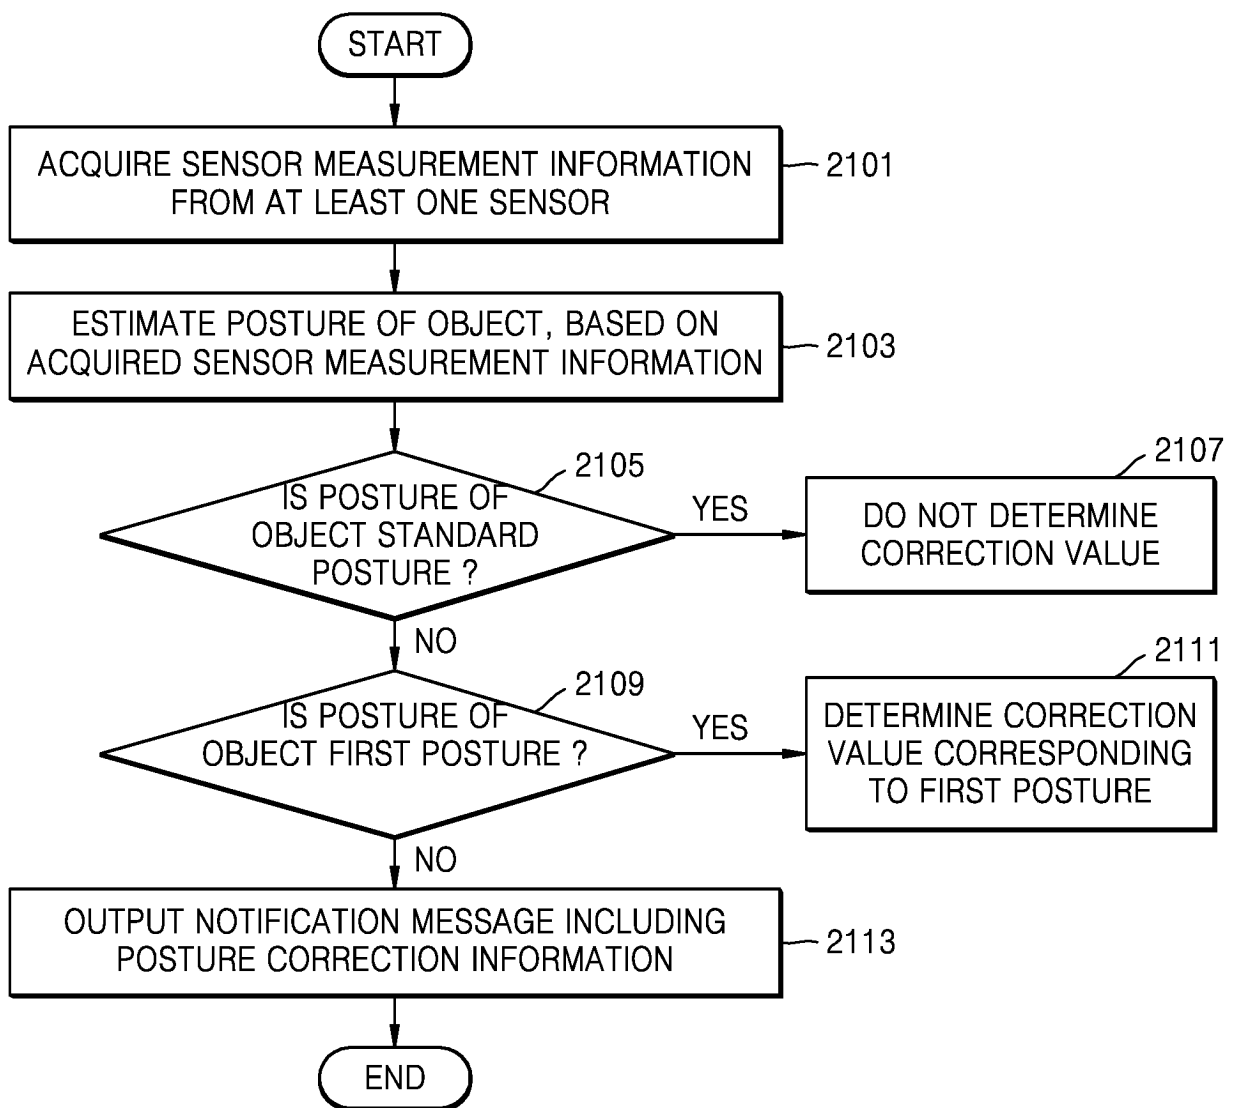 START
ACQUIRE SENSOR MEASUREMENT INFORMATION
FROM AT LEAST ONE SENSOR
2101
ESTIMATE POSTURE OF OBJECT, BASED ON
ACQUIRED SENSOR MEASUREMENT INFORMATION
2103
2105
IS POSTURE OF
OBJECT STANDARD
POSTURE ?
YES
2107
DO NOT DETERMINE
CORRECTION VALUE
NO
2109
IS POSTURE OF
OBJECT FIRST POSTURE ?
YES
2111
DETERMINE CORRECTION
VALUE CORRESPONDING
TO FIRST POSTURE
NO
OUTPUT NOTIFICATION MESSAGE INCLUDING
POSTURE CORRECTION INFORMATION
2113
END